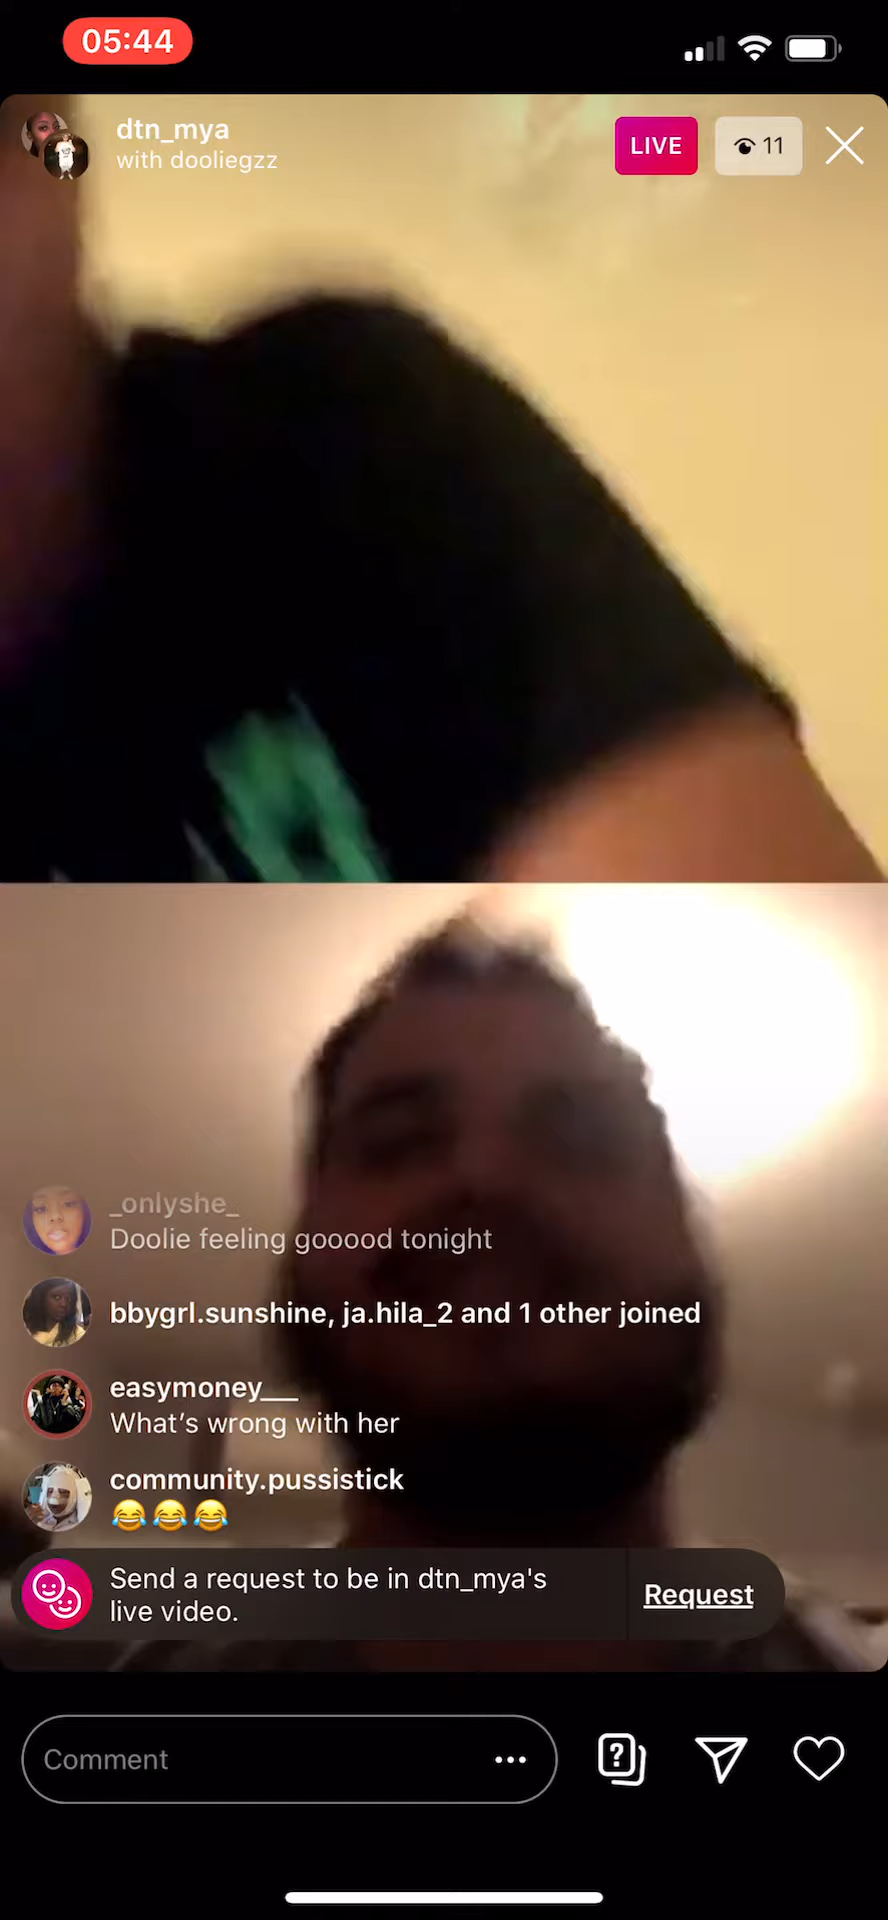 05:44
dtn_mya
with dooliegzz
LIVE
11
_onlyshe_
Doolie feeling gooood tonight
bbygrl.sunshine, ja.hila_2 and 1 other joined
easymoney___
What's wrong with her
community.pussistick
😂😂😂
Send a request to be in dtn_mya's
live video.
Request
Comment